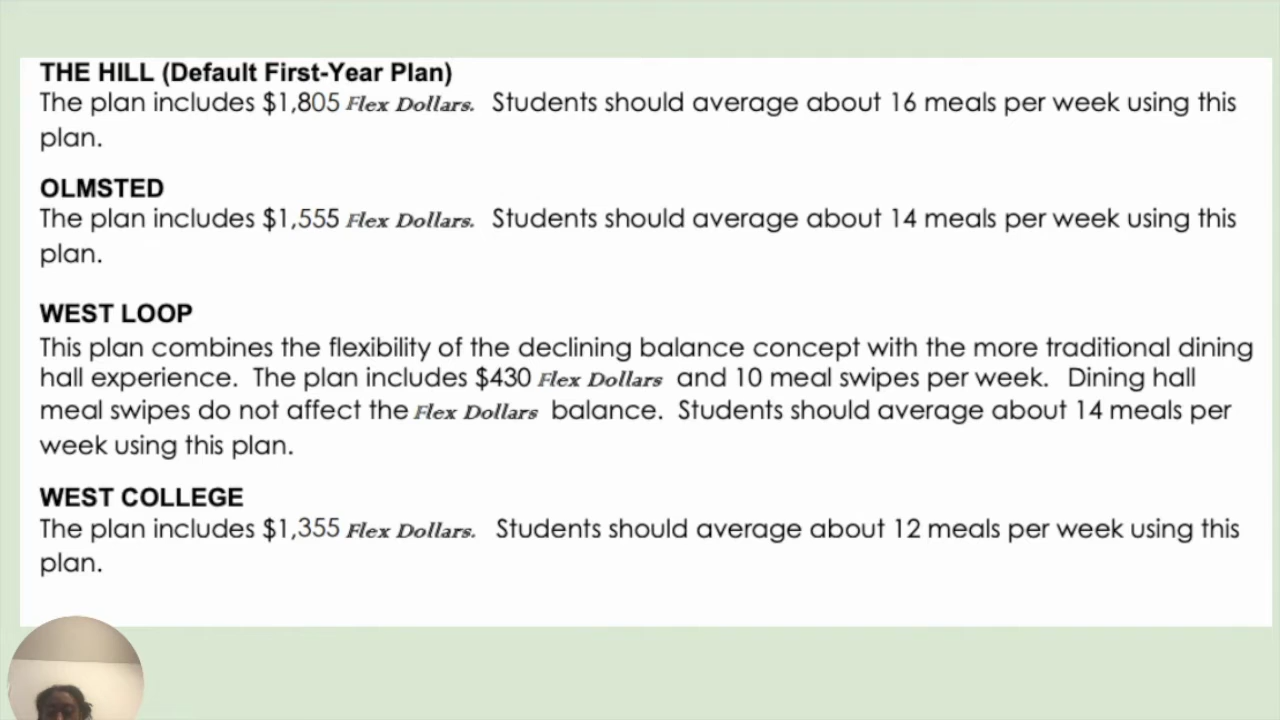 THE HILL (Default First-Year Plan)
The plan includes $1,805 Flex Dollars. Students should average about 16 meals per week using this
plan.
OLMSTED
The plan includes $1,555 Flex Dollars. Students should average about 14 meals per week using this
plan.
WEST LOOP
This plan combines the flexibility of the declining balance concept with the more traditional dining
hall experience. The plan includes $430 Flex Dollars and 10 meal swipes per week. Dining hall
meal swipes do not affect the Flex Dollars balance. Students should average about 14 meals per
week using this plan.
WEST COLLEGE
The plan includes $1,355 Flex Dollars. Students should average about 12 meals per week using this
plan.